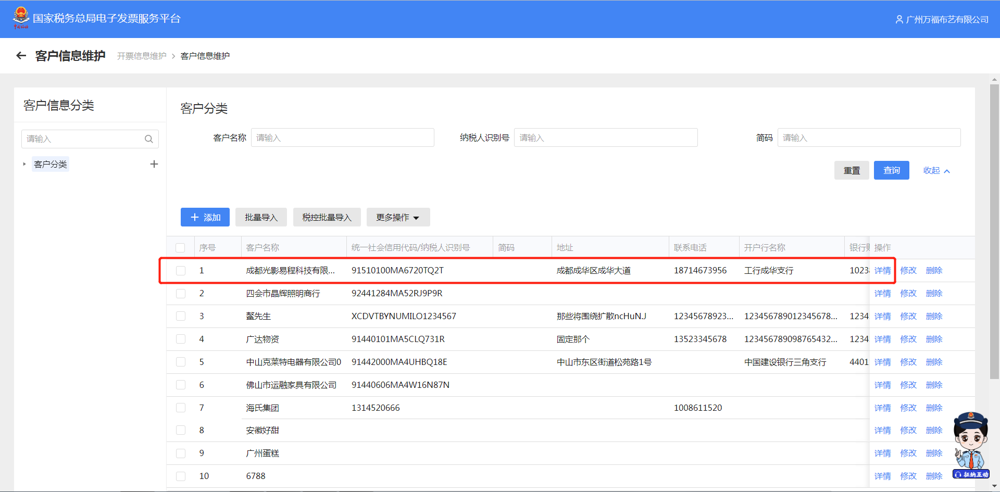 国家税务总局电子发票服务平台
广州万福布艺有限公司
客户信息维护 开票信息维护 > 客户信息维护
客户信息分类
请输入
客户分类
客户分类
客户名称 请输入 纳税人识别号 请输入 简码 请输入
重置 查询 收起
添加 批量导入 税控批量导入 更多操作
序号 客户名称 统一社会信用代码/纳税人识别号 简码 地址 联系电话 开户行名称 银行 操作
1 成都光影易程科技有限... 91510100MA6720TQ2T 成都成华区成华大道 18714673956 工行成华支行 1023 详情 修改 删除
2 四会市晶辉照明商行 92441284MA52RJ9P9R 详情 修改 删除
3 鳌先生 XCDVTBYNUMILO1234567 那些将围绕扩散ncHuN.J 12345678923... 123456789012345678... 1234 详情 修改 删除
4 广达物资 91440101MA5CLQ731R 固定那个 13523345678 123456789098765432... 1234 详情 修改 删除
5 中山克莱特电器有限公司0 91442000MA4UHBQ18E 中山市东区街道松苑路1号 中国建设银行三角支行 4401 详情 修改 删除
6 佛山市运融家具有限公司 91440606MA4W16N87N 详情 修改 删除
7 海氏集团 1314520666 1008611520 详情 修改 删除
8 安徽好甜 详情 修改 删除
9 广州蛋糕 详情 修改 删除
10 6788 详情 修改 删除
征纳互动